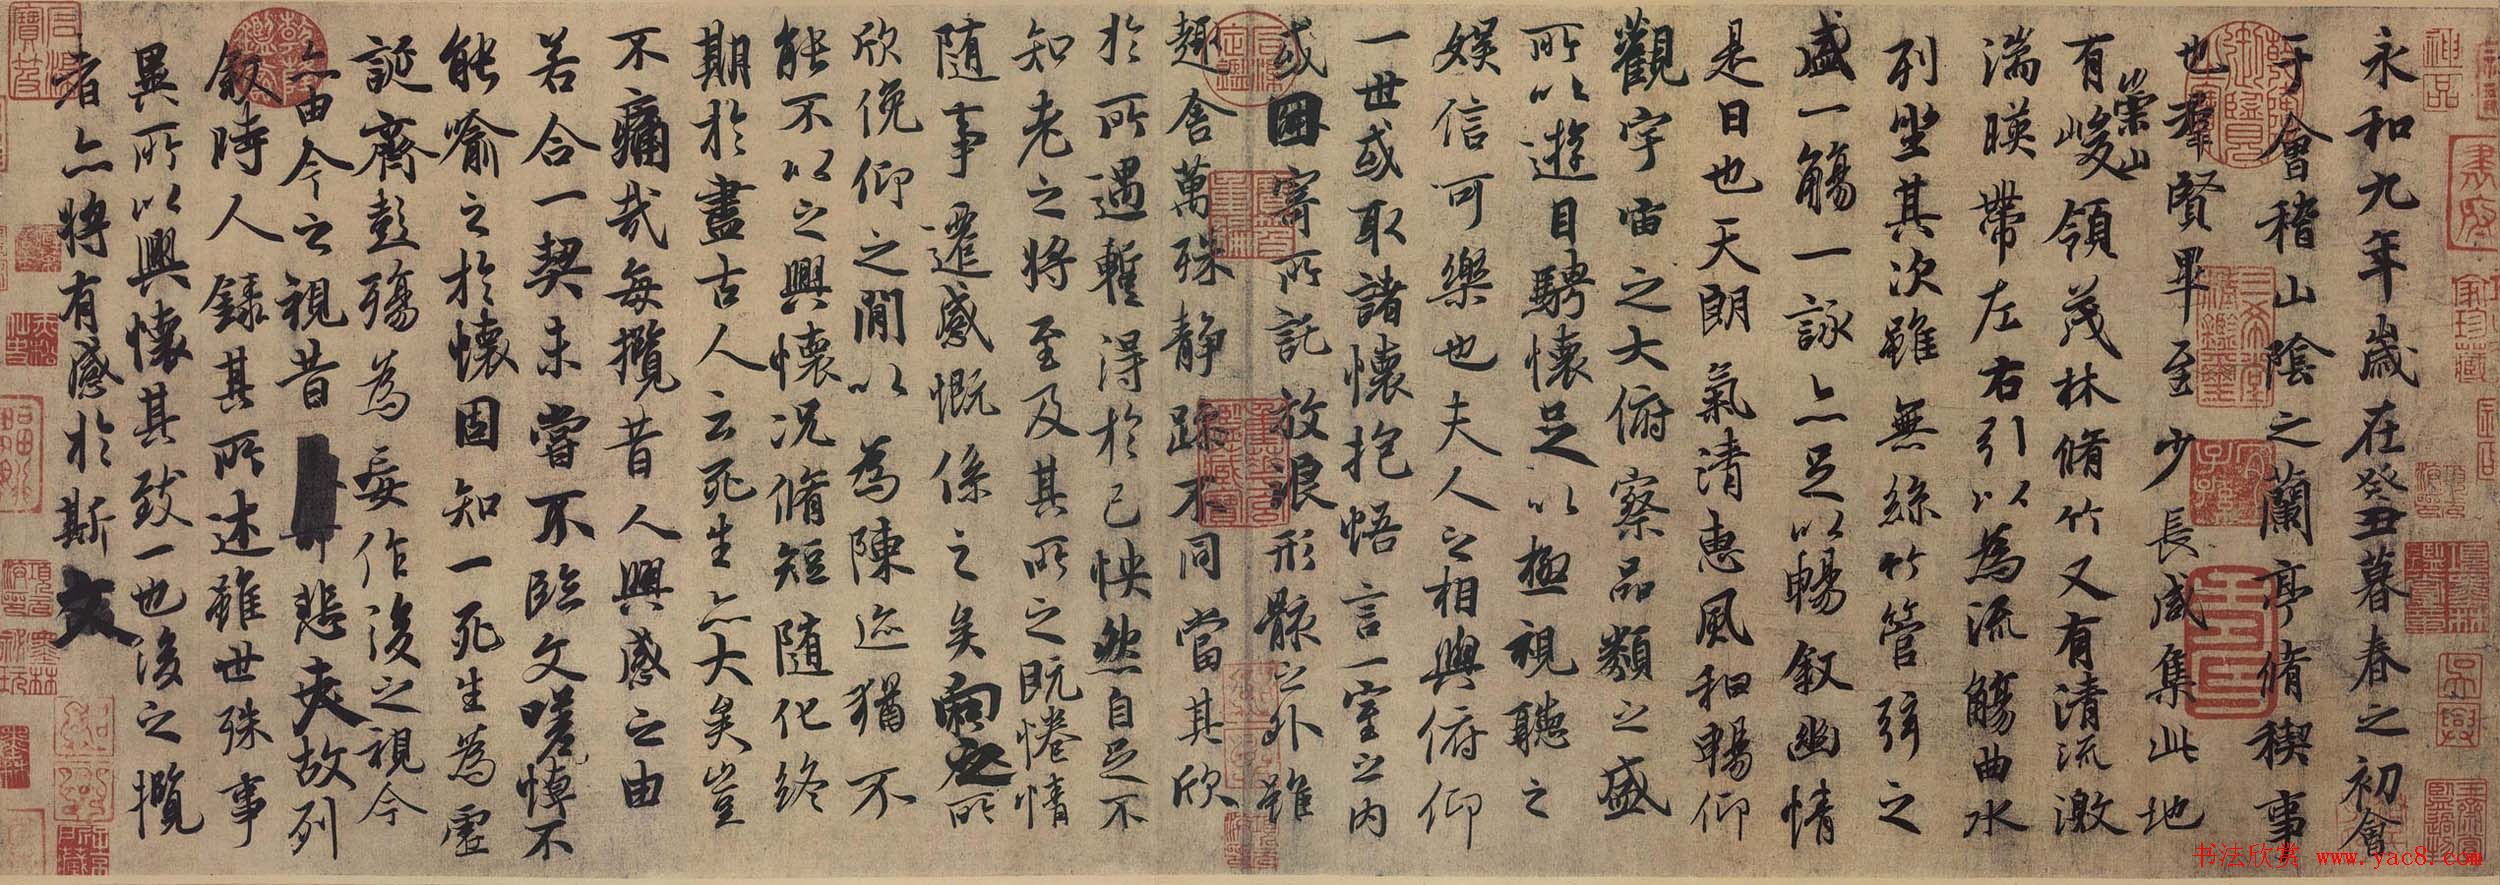 永和九年歲在癸丑暮春之初會
于會稽山陰之蘭亭脩稧事
也羣賢畢至少長咸集此地
有崇山峻領茂林脩竹又有清流激
湍暎帶左右引以為流觴曲水
列坐其次雖無絲竹管弦之
盛一觴一詠亦足以暢叙幽情
是日也天朗氣清惠風和暢仰
觀宇宙之大俯察品類之盛
所以遊目騁懷足以極視聽之
娛信可樂也夫人之相與俯仰
一世或取諸懷抱悟言一室之內
或因寄所託放浪形骸之外雖
趣舍萬殊靜躁不同當其欣
於所遇暫得於己怏然自足不
知老之將至及其所之既惓情
隨事遷感慨係之矣向之所
欣俛仰之閒以為陳迹猶不
能不以之興懷況脩短隨化終
期於盡古人云死生亦大矣豈
不痛哉每攬昔人興感之由
若合一契未嘗不臨文嗟悼不
能喻之於懷固知一死生為虛
誕齊彭殤為妄作後之視今
亦由今之視昔悲夫故列
叙時人錄其所述雖世殊事
異所以興懷其致一也後之攬
者亦將有感於斯文
神品
書法欣賞 www.yac8.com